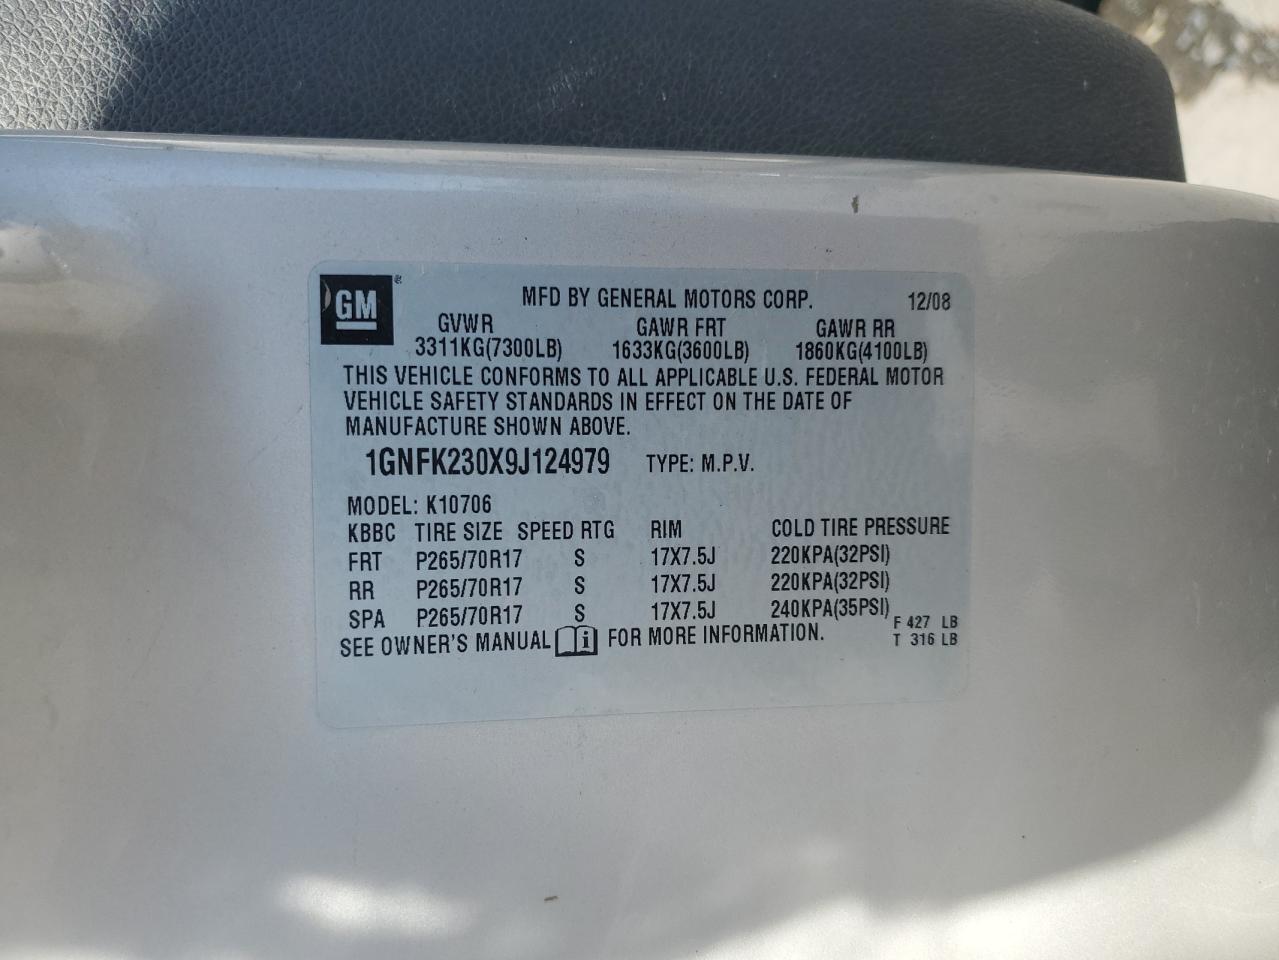 GM ® MFD BY GENERAL MOTORS CORP. 12/08
GVWR GAWR FRT GAWR RR
3311KG(7300LB) 1633KG(3600LB) 1860KG(4100LB)
THIS VEHICLE CONFORMS TO ALL APPLICABLE U.S. FEDERAL MOTOR
VEHICLE SAFETY STANDARDS IN EFFECT ON THE DATE OF
MANUFACTURE SHOWN ABOVE.
1GNFK230X9J124979 TYPE: M.P.V.
MODEL: K10706
KBBC TIRE SIZE SPEED RTG RIM COLD TIRE PRESSURE
FRT P265/70R17 S 17X7.5J 220KPA(32PSI)
RR P265/70R17 S 17X7.5J 220KPA(32PSI)
SPA P265/70R17 S 17X7.5J 240KPA(35PSI)
F 427 LB
SEE OWNER'S MANUAL i FOR MORE INFORMATION.
T 316 LB